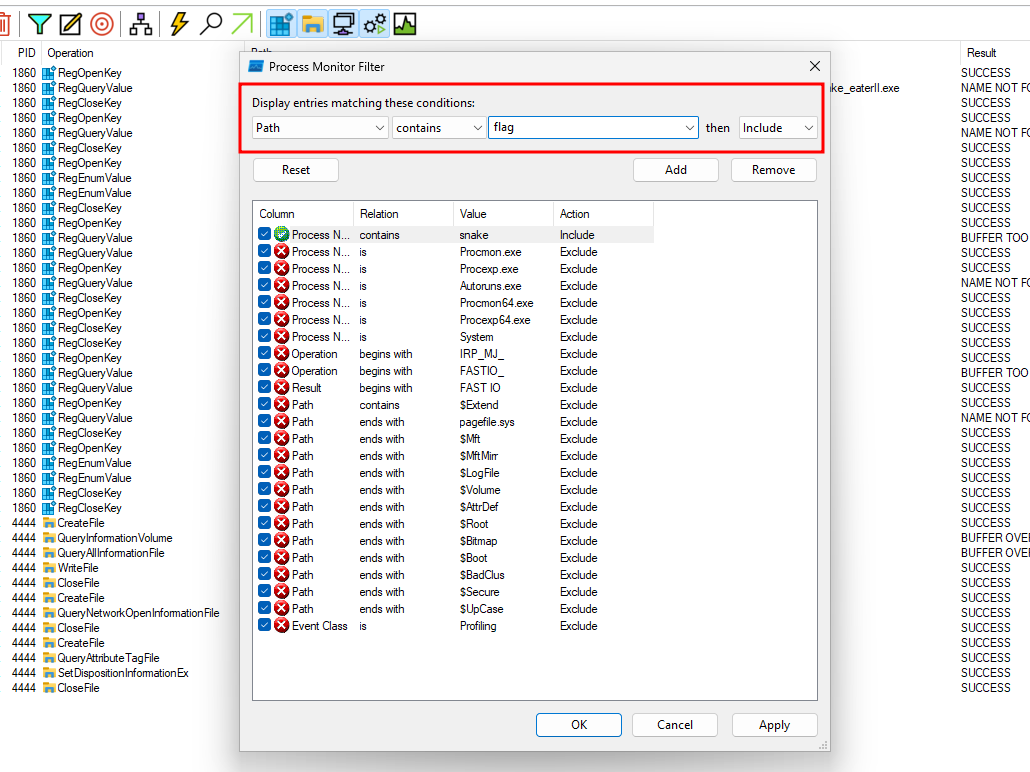 PID Operation Result
Process Monitor Filter
1860 RegOpenKey SUCCESS
1860 RegQueryValue ke_eaterII.exe NAME NOT FO
1860 RegCloseKey Display entries matching these conditions: SUCCESS
1860 RegOpenKey SUCCESS
1860 RegQueryValue Path contains flag then Include NAME NOT FO
1860 RegCloseKey SUCCESS
1860 RegOpenKey Reset Add Remove SUCCESS
1860 RegEnumValue SUCCESS
1860 RegEnumValue SUCCESS
1860 RegCloseKey Column Relation Value Action SUCCESS
1860 RegOpenKey SUCCESS
1860 RegQueryValue Process N... contains snake Include BUFFER TOO
1860 RegCloseKey Process N... is Procmon.exe Exclude SUCCESS
1860 RegOpenKey Process N... is Procexp.exe Exclude SUCCESS
1860 RegQueryValue Process N... is Autoruns.exe Exclude NAME NOT FO
1860 RegCloseKey Process N... is Procmon64.exe Exclude SUCCESS
1860 RegOpenKey Process N... is Procexp64.exe Exclude SUCCESS
1860 RegCloseKey Process N... is System Exclude SUCCESS
1860 RegCloseKey Operation begins with IRP_MJ_ Exclude SUCCESS
1860 RegOpenKey Operation begins with FASTIO_ Exclude SUCCESS
1860 RegQueryValue Result begins with FAST IO Exclude BUFFER TOO
1860 RegQueryValue SUCCESS
1860 RegOpenKey Path contains $Extend Exclude SUCCESS
1860 RegQueryValue Path ends with pagefile.sys Exclude NAME NOT FO
1860 RegCloseKey Path ends with $Mft Exclude SUCCESS
1860 RegOpenKey Path ends with $MftMirr Exclude SUCCESS
1860 RegEnumValue Path ends with $LogFile Exclude SUCCESS
1860 RegEnumValue Path ends with $Volume Exclude SUCCESS
1860 RegCloseKey Path ends with $AttrDef Exclude SUCCESS
1860 RegCloseKey SUCCESS
4444 CreateFile Path ends with $Root Exclude SUCCESS
4444 QueryInformationVolume Path ends with $Bitmap Exclude BUFFER OVE
4444 QueryAllInformationFile Path ends with $Boot Exclude BUFFER OVE
4444 WriteFile Path ends with $BadClus Exclude SUCCESS
4444 CloseFile Path ends with $Secure Exclude SUCCESS
4444 CreateFile SUCCESS
4444 QueryNetworkOpenInformationFile Path ends with $UpCase Exclude SUCCESS
4444 CloseFile Event Class is Profiling Exclude SUCCESS
4444 CreateFile SUCCESS
4444 QueryAttributeTagFile SUCCESS
4444 SetDispositionInformationEx SUCCESS
4444 CloseFile SUCCESS
OK Cancel Apply